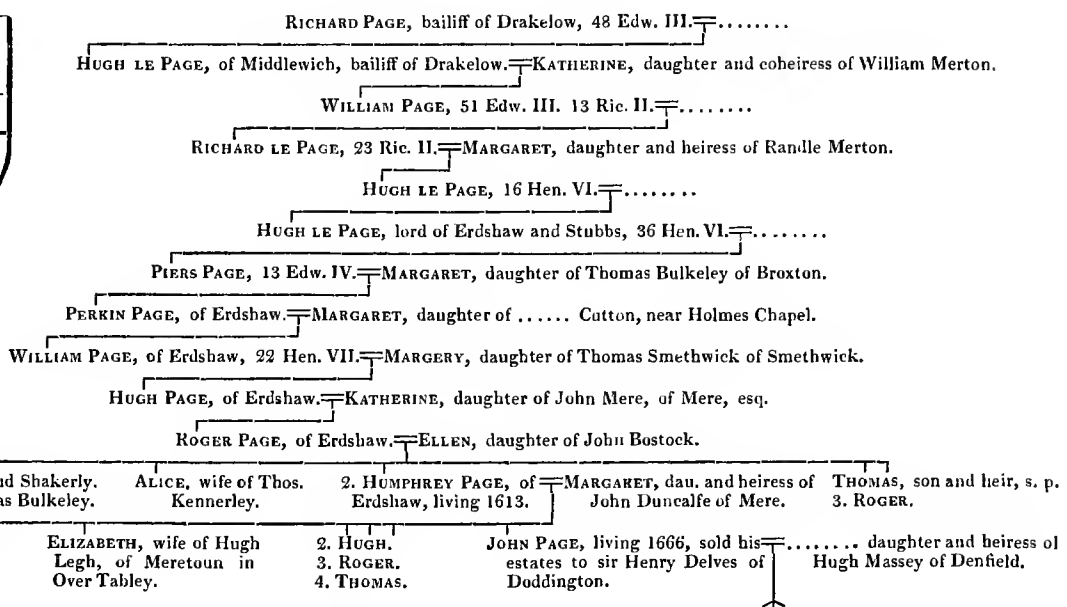 RICHARD PAGE, bailiff of Drakelow, 48 Edw. III.=........
HUGH LE PAGE, of Middlewich, bailiff of Drakelow.=KATHERINE, daughter and coheiress of William Merton.
WILLIAM PAGE, 51 Edw. III. 13 Ric. II.=........
RICHARD LE PAGE, 23 Ric. II.=MARGARET, daughter and heiress of Randle Merton.
HUGH LE PAGE, 16 Hen. VI.=........
HUGH LE PAGE, lord of Erdshaw and Stubbs, 36 Hen. VI.=........
PIERS PAGE, 13 Edw. IV.=MARGARET, daughter of Thomas Bulkeley of Broxton.
PERKIN PAGE, of Erdshaw.=MARGARET, daughter of ...... Cutton, near Holmes Chapel.
WILLIAM PAGE, of Erdshaw, 22 Hen. VII.=MARGERY, daughter of Thomas Smethwick of Smethwick.
HUGH PAGE, of Erdshaw.=KATHERINE, daughter of John Mere, of Mere, esq.
ROGER PAGE, of Erdshaw.=ELLEN, daughter of John Bostock.
nd Shakerly.
as Bulkeley.
ALICE, wife of Thos.
Kennerley.
2. HUMPHREY PAGE, of=MARGARET, dau. and heiress of
Erdshaw, living 1613. John Duncalfe of Mere.
THOMAS, son and heir, s. p.
3. ROGER.
ELIZABETH, wife of Hugh
Legh, of Meretoun in
Over Tabley.
2. HUGH.
3. ROGER.
4. THOMAS.
JOHN PAGE, living 1666, sold his=........ daughter and heiress of
estates to sir Henry Delves of Hugh Massey of Denfield.
Doddington.